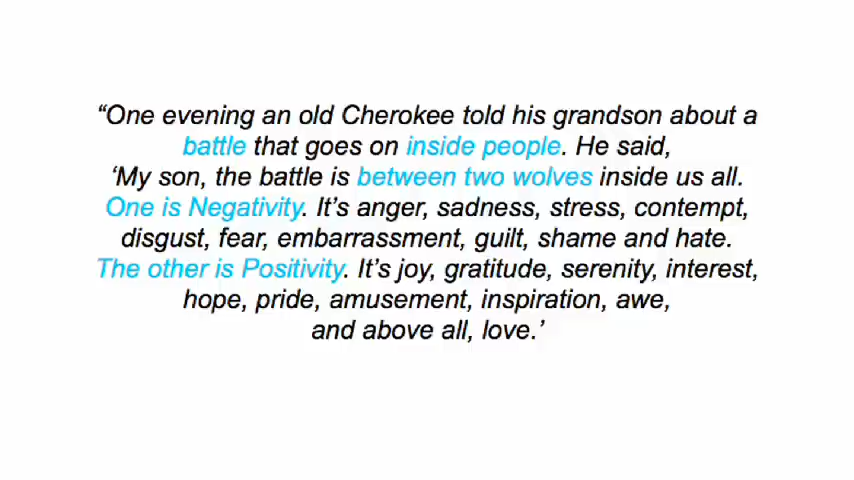 “One evening an old Cherokee told his grandson about a
battle that goes on inside people. He said,
‘My son, the battle is between two wolves inside us all.
One is Negativity. It’s anger, sadness, stress, contempt,
disgust, fear, embarrassment, guilt, shame and hate.
The other is Positivity. It’s joy, gratitude, serenity, interest,
hope, pride, amusement, inspiration, awe,
and above all, love.’